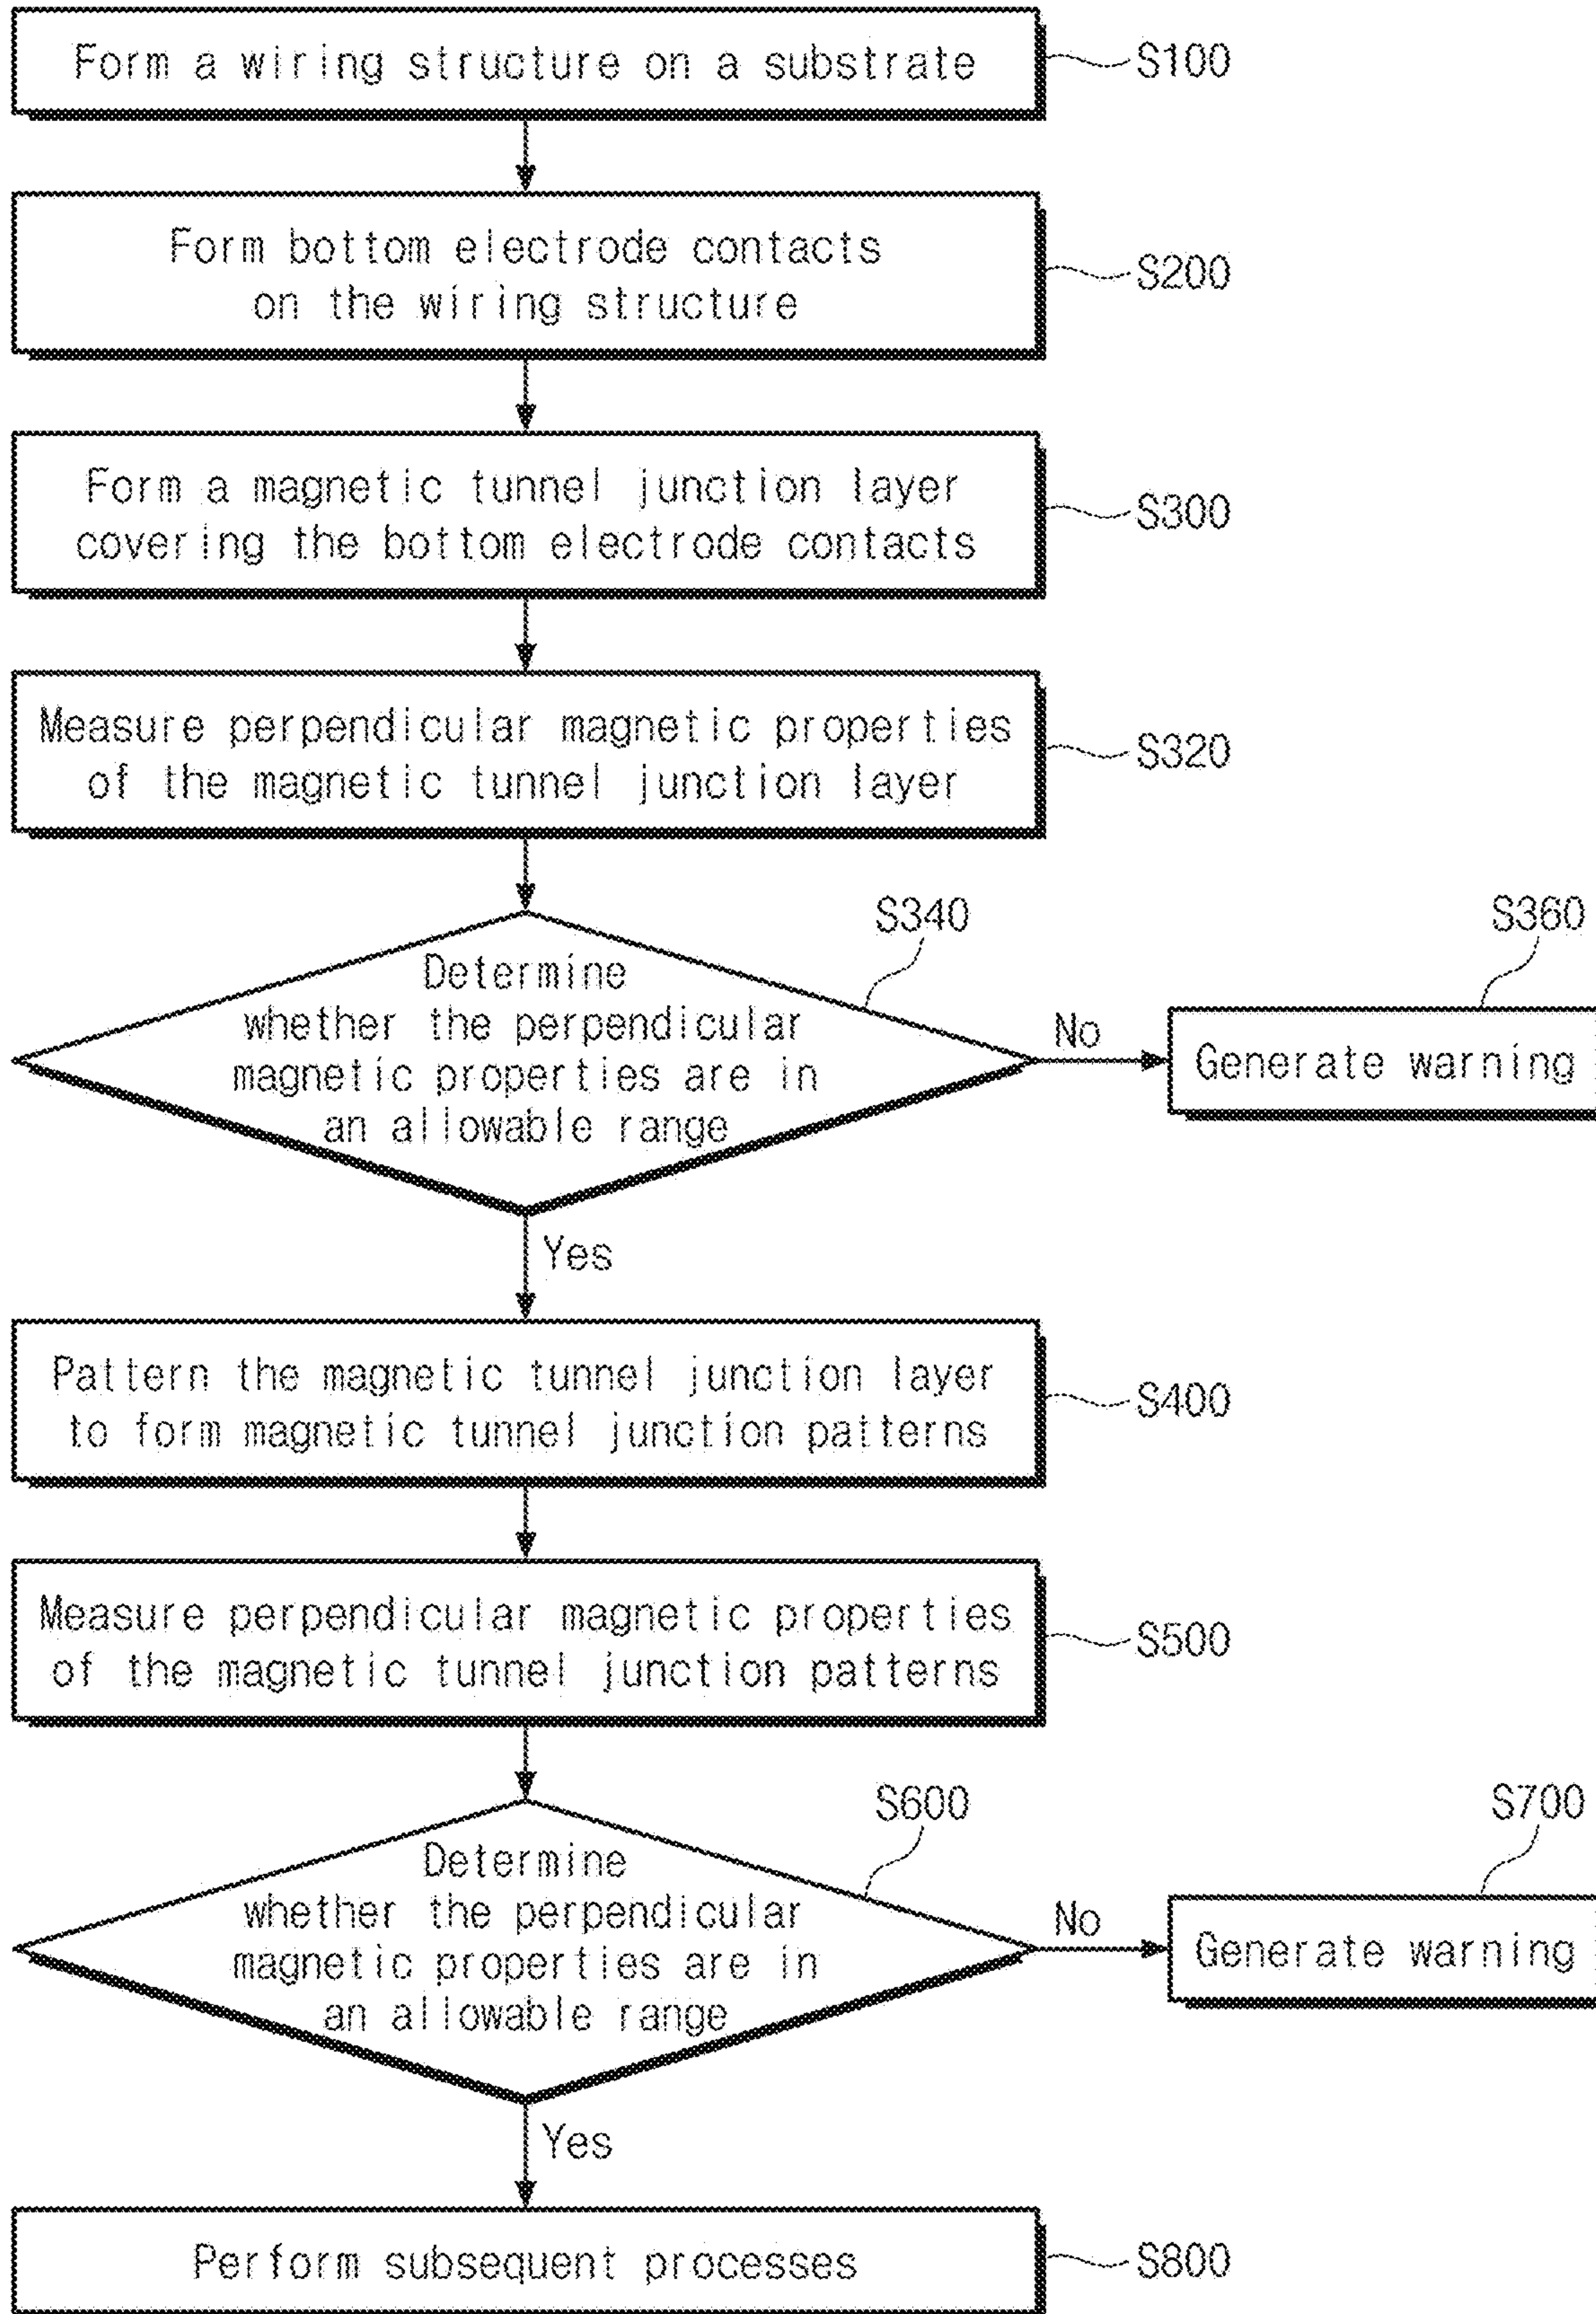 Form a wiring structure on a substrate
S100
Form bottom electrode contacts
on the wiring structure
S200
Form a magnetic tunnel junction layer
covering the bottom electrode contacts
S300
Measure perpendicular magnetic properties
of the magnetic tunnel junction layer
S320
S340
S360
Determine
whether the perpendicular
magnetic properties are in
an allowable range
No
Generate warning
Yes
Pattern the magnetic tunnel junction layer
to form magnetic tunnel junction patterns
S400
Measure perpendicular magnetic properties
of the magnetic tunnel junction patterns
S500
S600
S700
Determine
whether the perpendicular
magnetic properties are in
an allowable range
No
Generate warning
Yes
Perform subsequent processes
S800